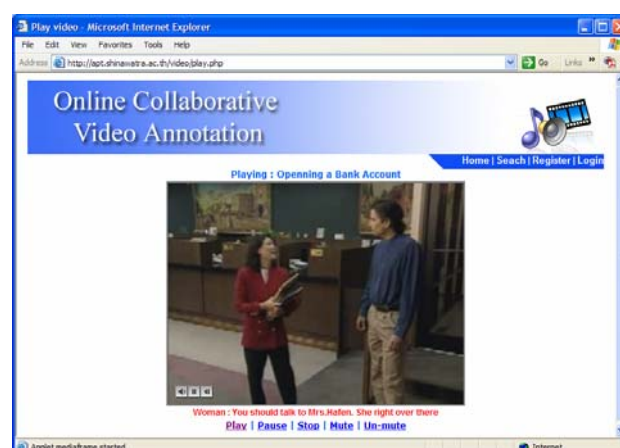 Play video - Microsoft Internet Explorer
File Edit View Favorites Tools Help
Address http://apt.shinawatra.ac.th/video/play.php Go Links »
Online Collaborative
Video Annotation
Home | Seach | Register | Login
Playing : Openning a Bank Account
Woman : You should talk to Mrs.Hafen. She right over there
Play | Pause | Stop | Mute | Un-mute
Applet mediaframe started Internet